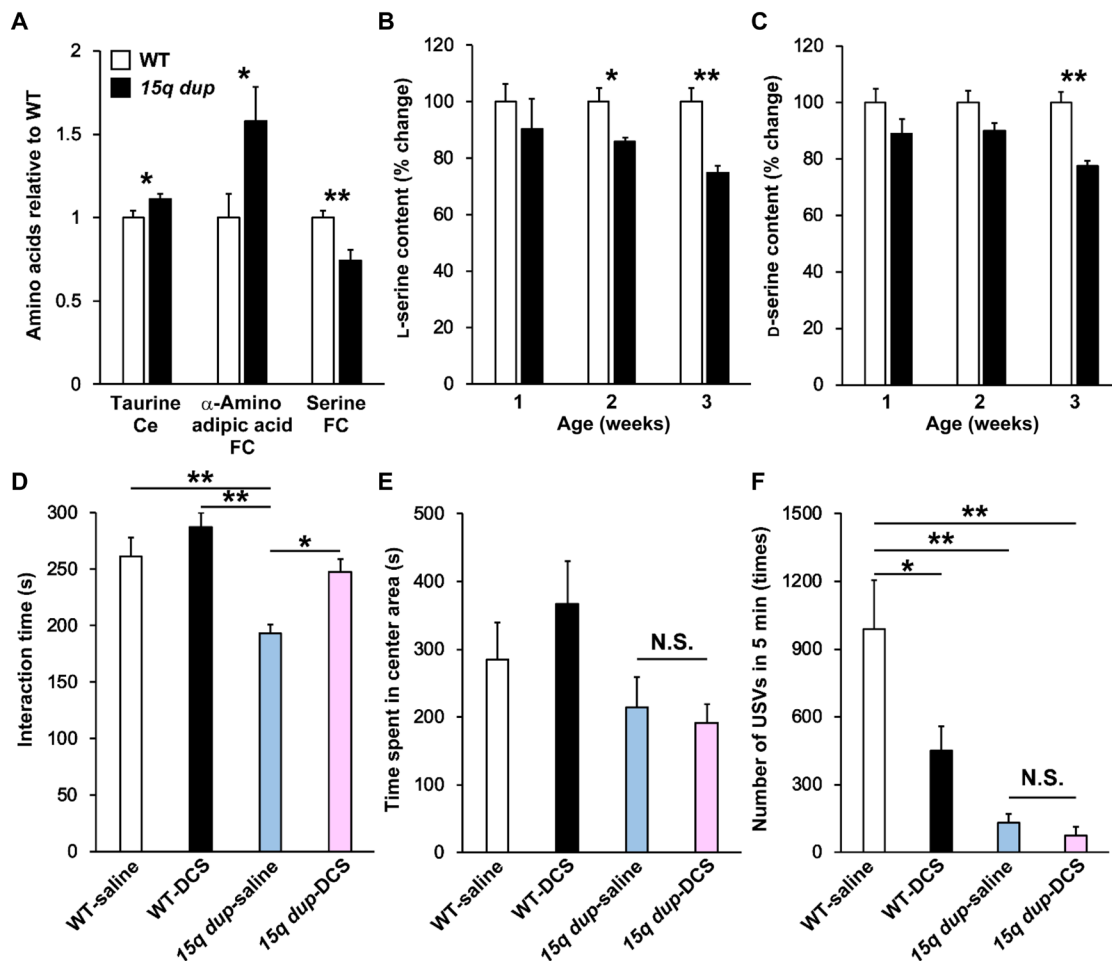 A
Amino acids relative to WT
2
1.5
1
0.5
0
WT
15q dup
*
*
**
Taurine
Ce
α-Amino
adipic acid
FC
Serine
FC
B
L-serine content (% change)
120
100
80
60
40
20
0
*
**
1
2
3
Age (weeks)
C
D-serine content (% change)
120
100
80
60
40
20
0
**
1
2
3
Age (weeks)
D
Interaction time (s)
300
250
200
150
100
50
0
**
**
*
WT-saline
WT-DCS
15q dup-saline
15q dup-DCS
E
Time spent in center area (s)
500
400
300
200
100
0
N.S.
WT-saline
WT-DCS
15q dup-saline
15q dup-DCS
F
Number of USVs in 5 min (times)
1500
1200
900
600
300
0
**
**
*
N.S.
WT-saline
WT-DCS
15q dup-saline
15q dup-DCS